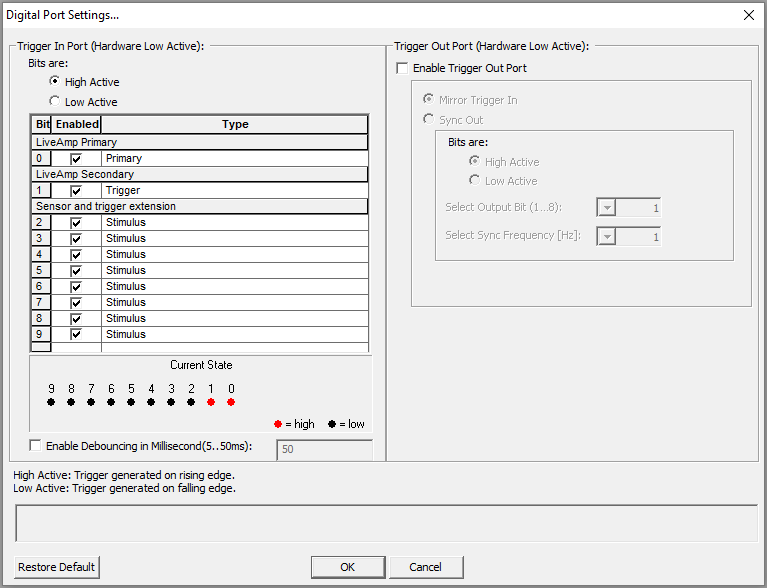 Digital Port Settings...
Trigger In Port (Hardware Low Active):
Bits are:
High Active
Low Active
Bit Enabled Type
LiveAmp Primary
0 Primary
LiveAmp Secondary
1 Trigger
Sensor and trigger extension
2 Stimulus
3 Stimulus
4 Stimulus
5 Stimulus
6 Stimulus
7 Stimulus
8 Stimulus
9 Stimulus
Current State
9 8 7 6 5 4 3 2 1 0
= high = low
Enable Debouncing in Millisecond(5..50ms): 50
Trigger Out Port (Hardware Low Active):
Enable Trigger Out Port
Mirror Trigger In
Sync Out
Bits are:
High Active
Low Active
Select Output Bit (1...8): 1
Select Sync Frequency [Hz]: 1
High Active: Trigger generated on rising edge.
Low Active: Trigger generated on falling edge.
Restore Default OK Cancel